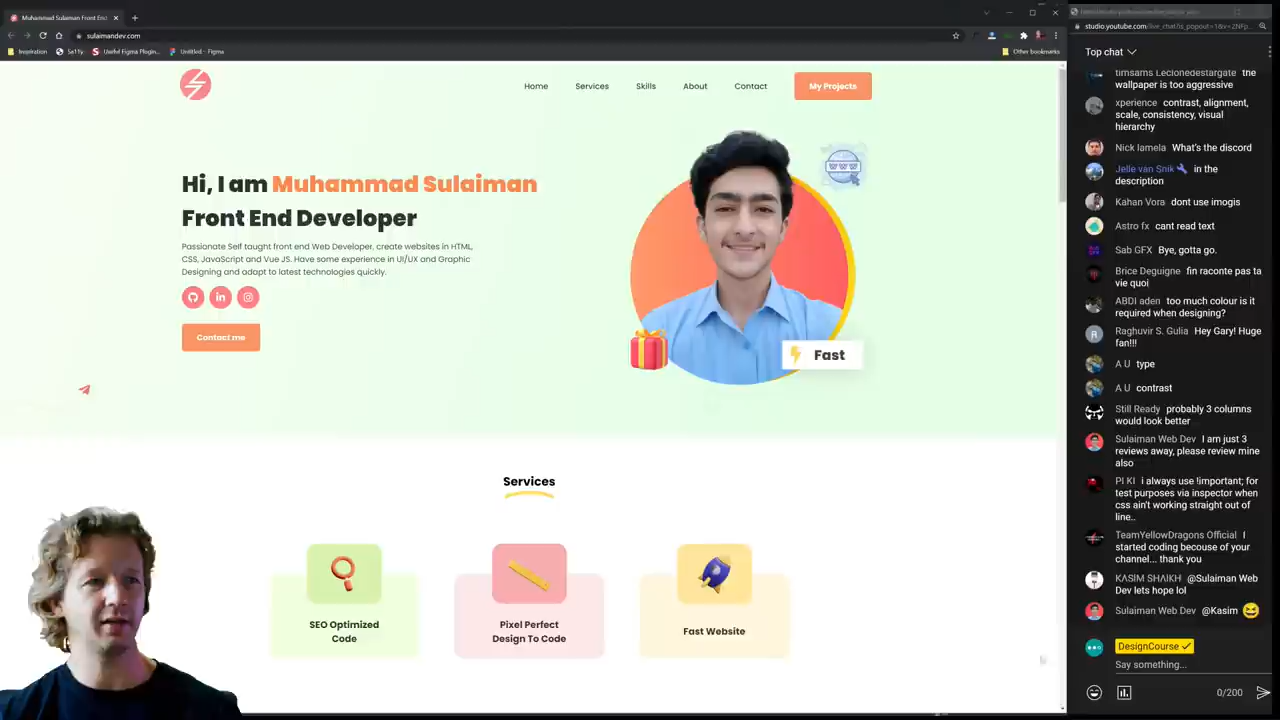 Muhammad Sulaiman Front End
sulaimandev.com
Inspiration
Sa11y
Useful Figma Plugin...
Untitled - Figma
Other bookmarks
Home
Services
Skills
About
Contact
My Projects
Hi, I am Muhammad Sulaiman
Front End Developer
Passionate Self taught front end Web Developer. create websites in HTML,
CSS, JavaScript and Vue JS. Have some experience in UI/UX and Graphic
Designing and adapt to latest technologies quickly.
Contact me
WWW
Fast
Services
SEO Optimized
Code
Pixel Perfect
Design To Code
Fast Website
Top chat
timsams Lecionedestargate the
wallpaper is too aggressive
xperience contrast, alignment,
scale, consistency, visual
hierarchy
Nick Iamela What's the discord
Jelle van Snik in the
description
Kahan Vora dont use imogis
Astro fx cant read text
Sab GFX Bye, gotta go.
Brice Deguigne fin raconte pas ta
vie quoi
ABDI aden too much colour is it
required when designing?
Raghuvir S. Gulia Hey Gary! Huge
fan!!!
A U type
A U contrast
Still Ready probably 3 columns
would look better
Sulaiman Web Dev I am just 3
reviews away, please review mine
also
PI KI i always use !important; for
test purposes via inspector when
css ain't working straight out of
line..
TeamYellowDragons Official I
started coding becouse of your
channel... thank you
KASIM SHAIKH @Sulaiman Web
Dev lets hope lol
Sulaiman Web Dev @Kasim
DesignCourse
Say something...
0/200